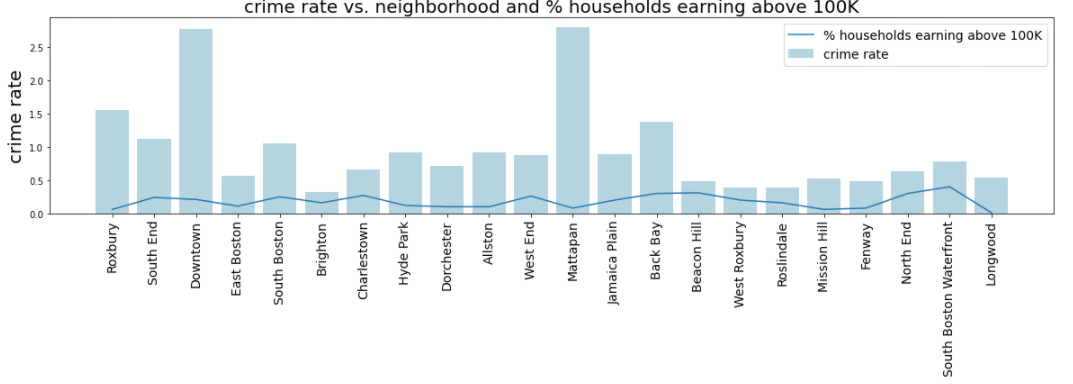 crime rate vs. neighborhood and % households earning above 100K
% households earning above 100K
crime rate
crime rate
2.5
2.0
1.5
1.0
0.5
0.0
Roxbury
South End
Downtown
East Boston
South Boston
Brighton
Charlestown
Hyde Park
Dorchester
Allston
West End
Mattapan
Jamaica Plain
Back Bay
Beacon Hill
West Roxbury
Roslindale
Mission Hill
Fenway
North End
South Boston Waterfront
Longwood